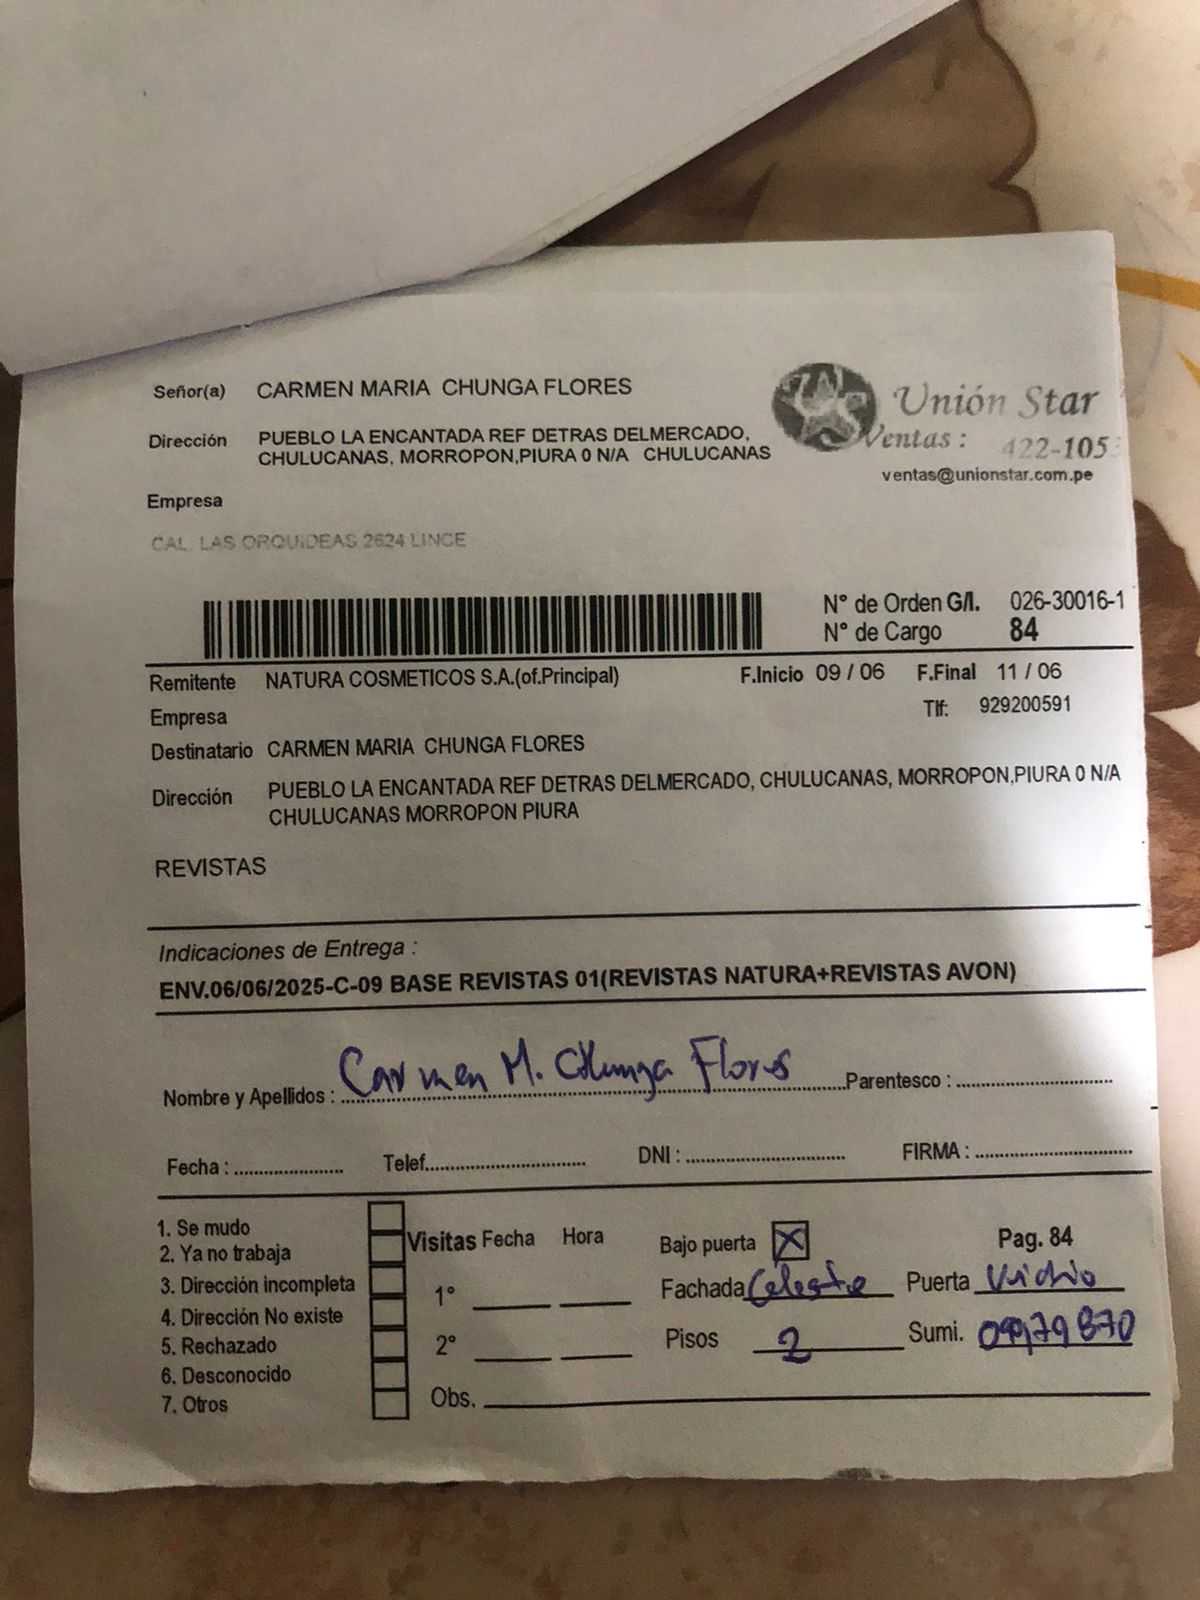 Señor(a) CARMEN MARIA CHUNGA FLORES
Unión Star
Dirección PUEBLO LA ENCANTADA REF DETRAS DELMERCADO,
CHULUCANAS, MORROPON,PIURA 0 N/A CHULUCANAS
Ventas : 422-1053
ventas@unionstar.com.pe
Empresa
CAL. LAS ORQUIDEAS 2624 LINCE
N° de Orden G/I. 026-30016-1
N° de Cargo 84
Remitente NATURA COSMETICOS S.A.(of.Principal) F.Inicio 09 / 06 F.Final 11 / 06
Empresa Tlf: 929200591
Destinatario CARMEN MARIA CHUNGA FLORES
Dirección PUEBLO LA ENCANTADA REF DETRAS DELMERCADO, CHULUCANAS, MORROPON,PIURA 0 N/A
CHULUCANAS MORROPON PIURA
REVISTAS
Indicaciones de Entrega :
ENV.06/06/2025-C-09 BASE REVISTAS 01(REVISTAS NATURA+REVISTAS AVON)
Nombre y Apellidos : Carmen M. Chunga Flores Parentesco :
Fecha : Telef. DNI : FIRMA :
1. Se mudo
2. Ya no trabaja
3. Dirección incompleta
4. Dirección No existe
5. Rechazado
6. Desconocido
7. Otros
Visitas Fecha Hora
1°
2°
Obs.
Bajo puerta X Pag. 84
Fachada Celeste Puerta Vidrio
Pisos 2 Sumi.